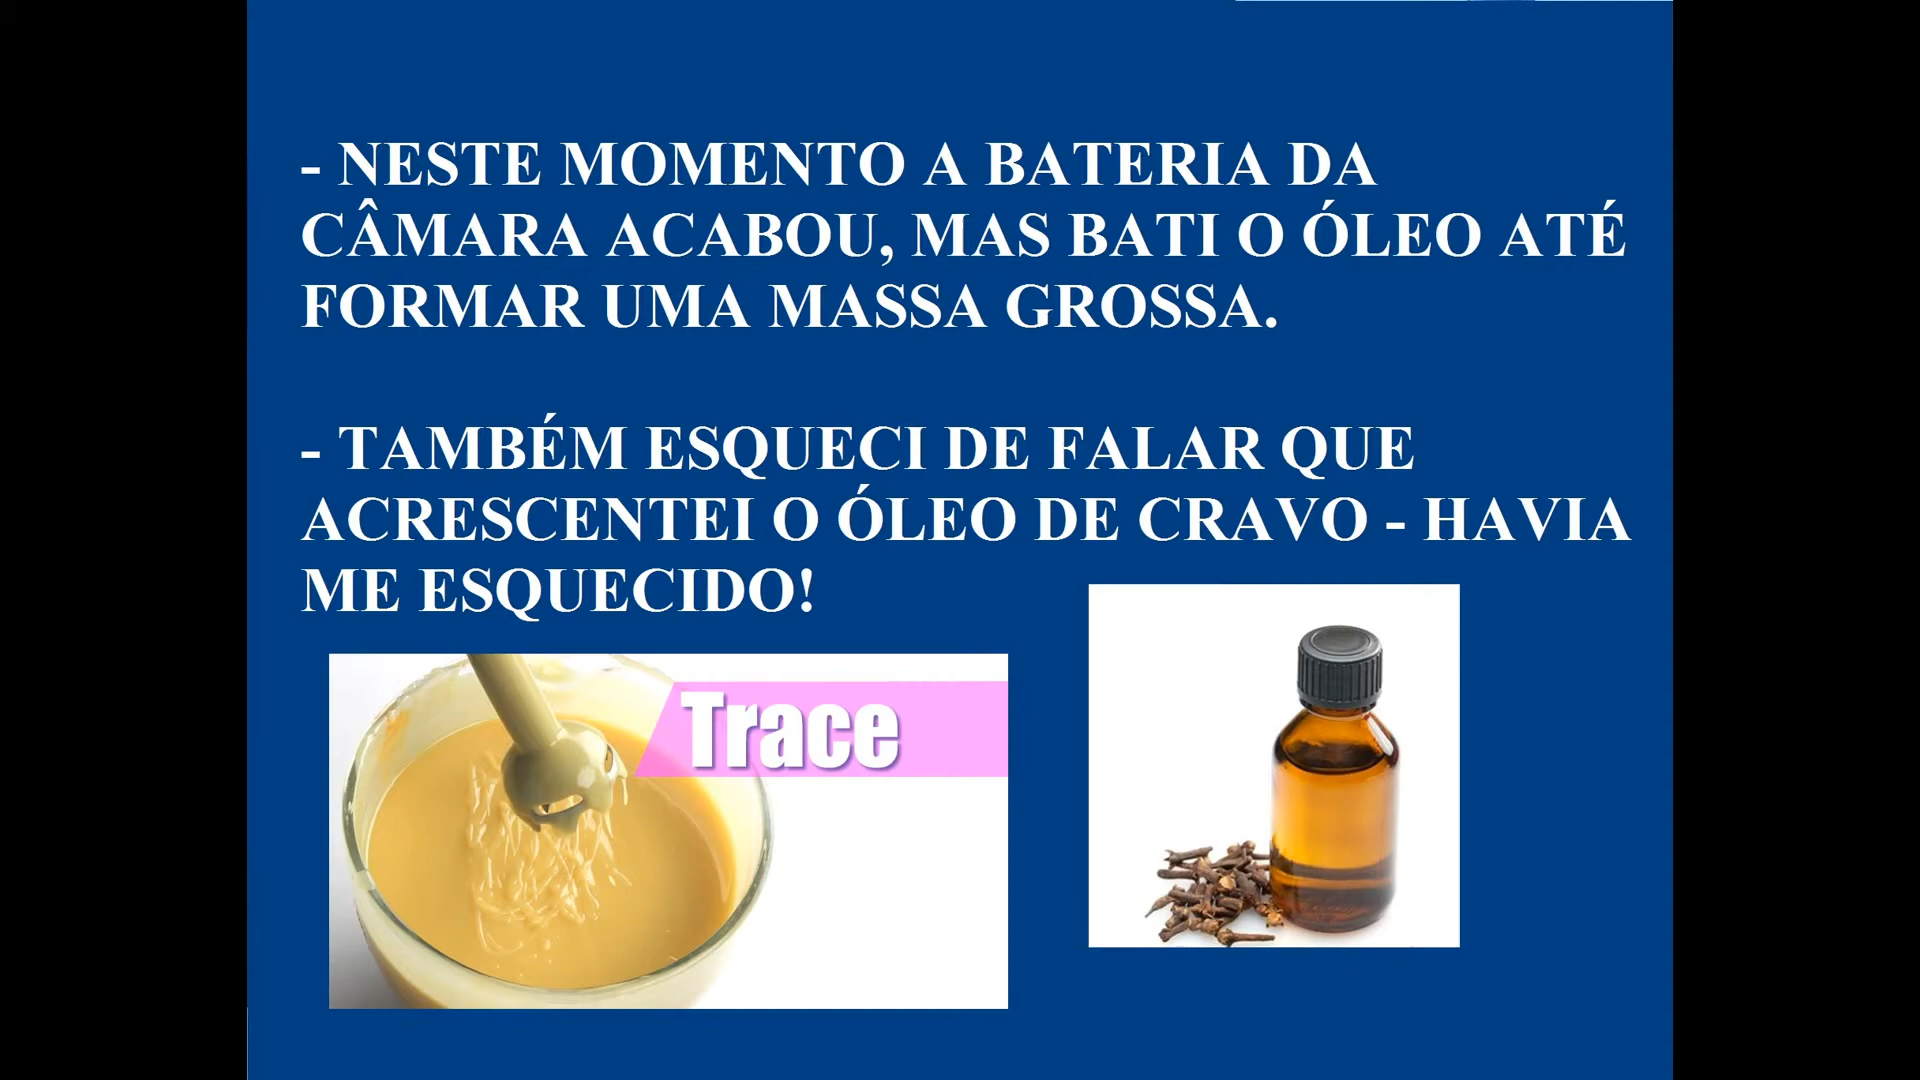 - NESTE MOMENTO A BATERIA DA
CÂMARA ACABOU, MAS BATI O ÓLEO ATÉ
FORMAR UMA MASSA GROSSA.
- TAMBÉM ESQUECI DE FALAR QUE
ACRESCENTEI O ÓLEO DE CRAVO - HAVIA
ME ESQUECIDO!
Trace